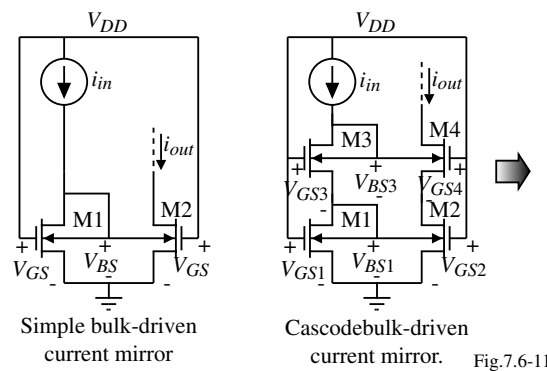 VDD
iin
iout
M1
M2
VGS
+
-
VBS
+
-
VGS
+
-
Simple bulk-driven
current mirror
VDD
iin
iout
M3
M4
+
VGS3
-
+
VBS3
-
+
VGS4
-
M1
M2
+
VGS1
-
+
VBS1
-
+
VGS2
-
Cascodebulk-driven
current mirror.
Fig.7.6-11